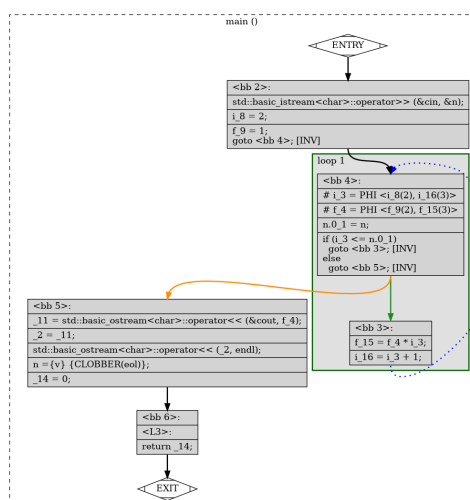 main ()
ENTRY
<bb 2>:
std::basic_istream<char>::operator>> (&cin, &n);
i_8 = 2;
f_9 = 1;
goto <bb 4>; [INV]
loop 1
<bb 4>:
# i_3 = PHI <i_8(2), i_16(3)>
# f_4 = PHI <f_9(2), f_15(3)>
n.0_1 = n;
if (i_3 <= n.0_1)
goto <bb 3>; [INV]
else
goto <bb 5>; [INV]
<bb 5>:
_11 = std::basic_ostream<char>::operator<< (&cout, f_4);
_2 = _11;
std::basic_ostream<char>::operator<< (_2, endl);
n ={v} {CLOBBER(eol)};
_14 = 0;
<bb 3>:
f_15 = f_4 * i_3;
i_16 = i_3 + 1;
<bb 6>:
<L3>:
return _14;
EXIT